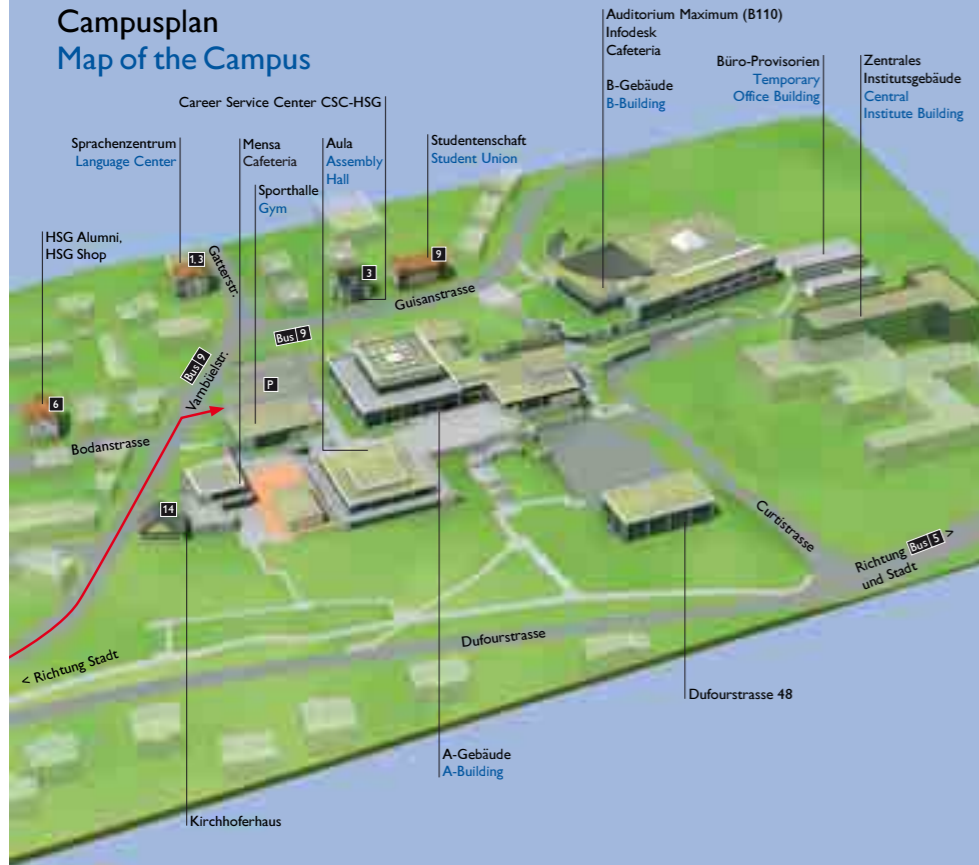 Campusplan
Map of the Campus
Auditorium Maximum (B110)
Infodesk
Cafeteria
B-Gebäude
B-Building
Büro-Provisorien
Temporary
Office Building
Zentrales
Institutsgebäude
Central
Institute Building
Career Service Center CSC-HSG
Sprachenzentrum
Language Center
Mensa
Cafeteria
Aula
Assembly
Hall
Studentenschaft
Student Union
Sporthalle
Gym
HSG Alumni,
HSG Shop
1.3
3
9
Gatterstr.
Guisanstrasse
Bus 9
Bus 9
Varnbüelstr.
P
6
Bodanstrasse
14
Curtistrasse
Richtung Bus 5 >
und Stadt
Dufourstrasse
< Richtung Stadt
Dufourstrasse 48
A-Gebäude
A-Building
Kirchhoferhaus